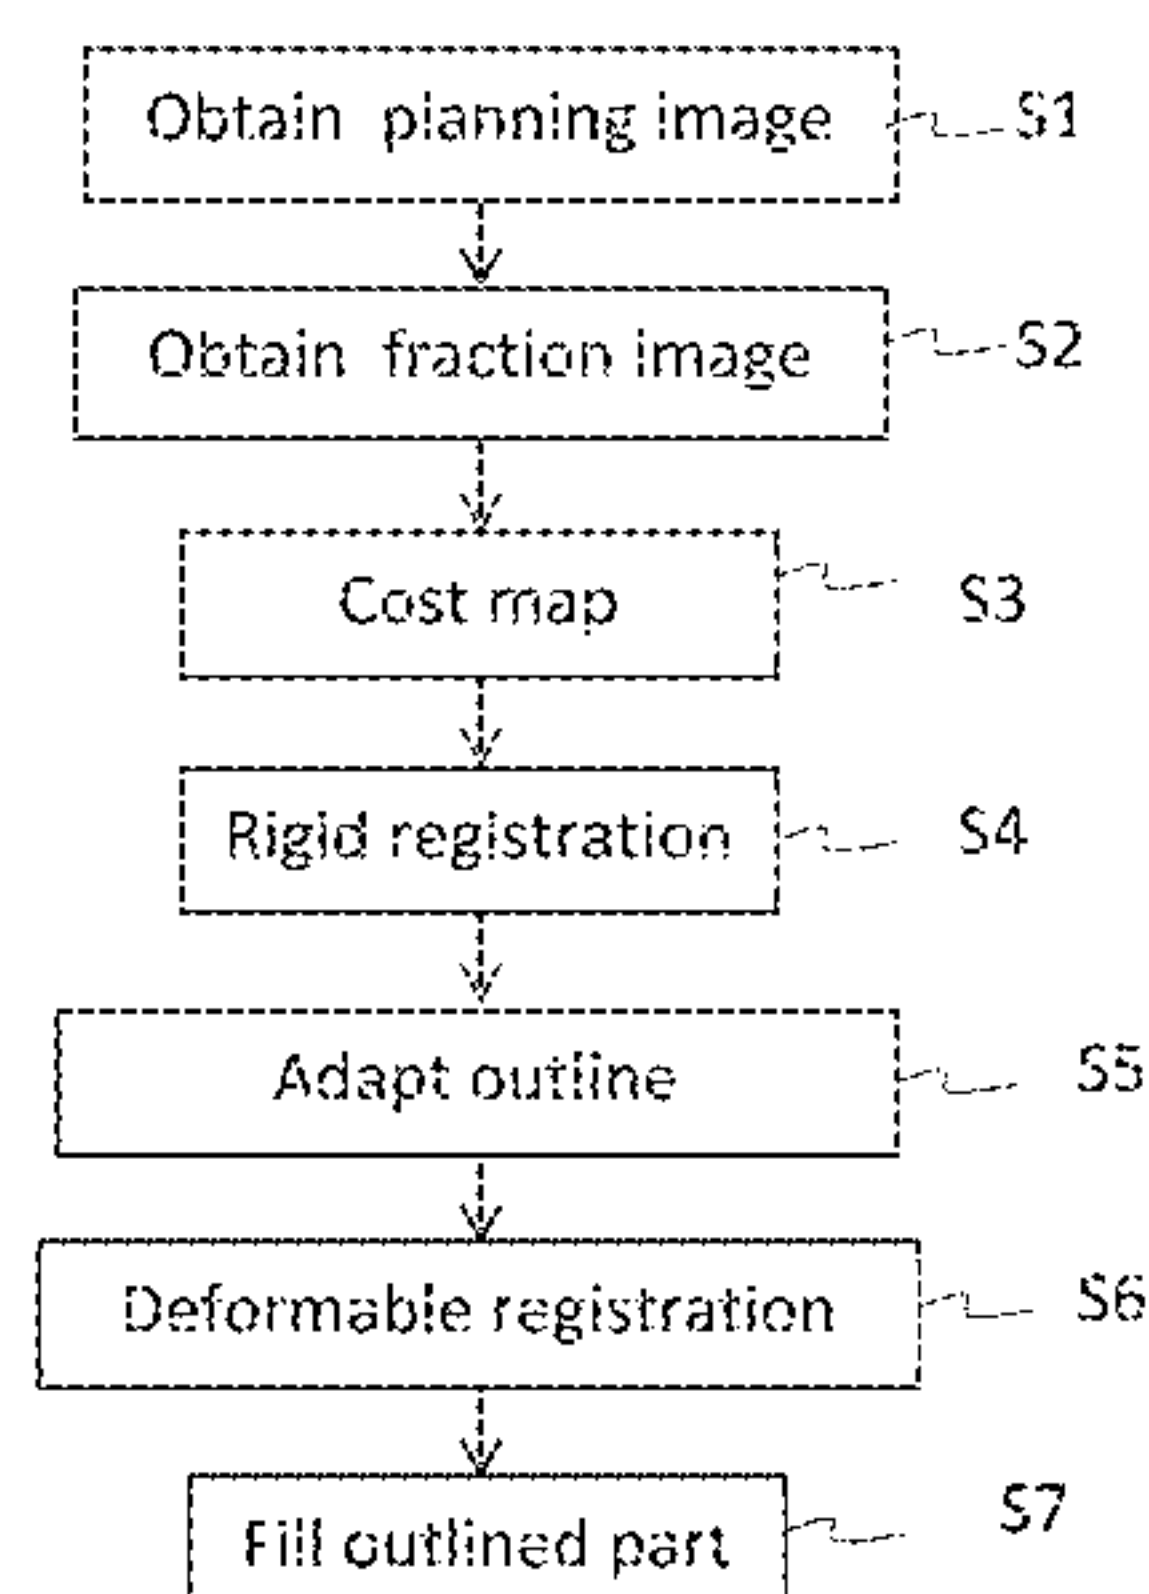 Obtain planning image S1
Obtain fraction image S2
Cost map S3
Rigid registration S4
Adapt outline S5
Deformable registration S6
Fill outlined part S7